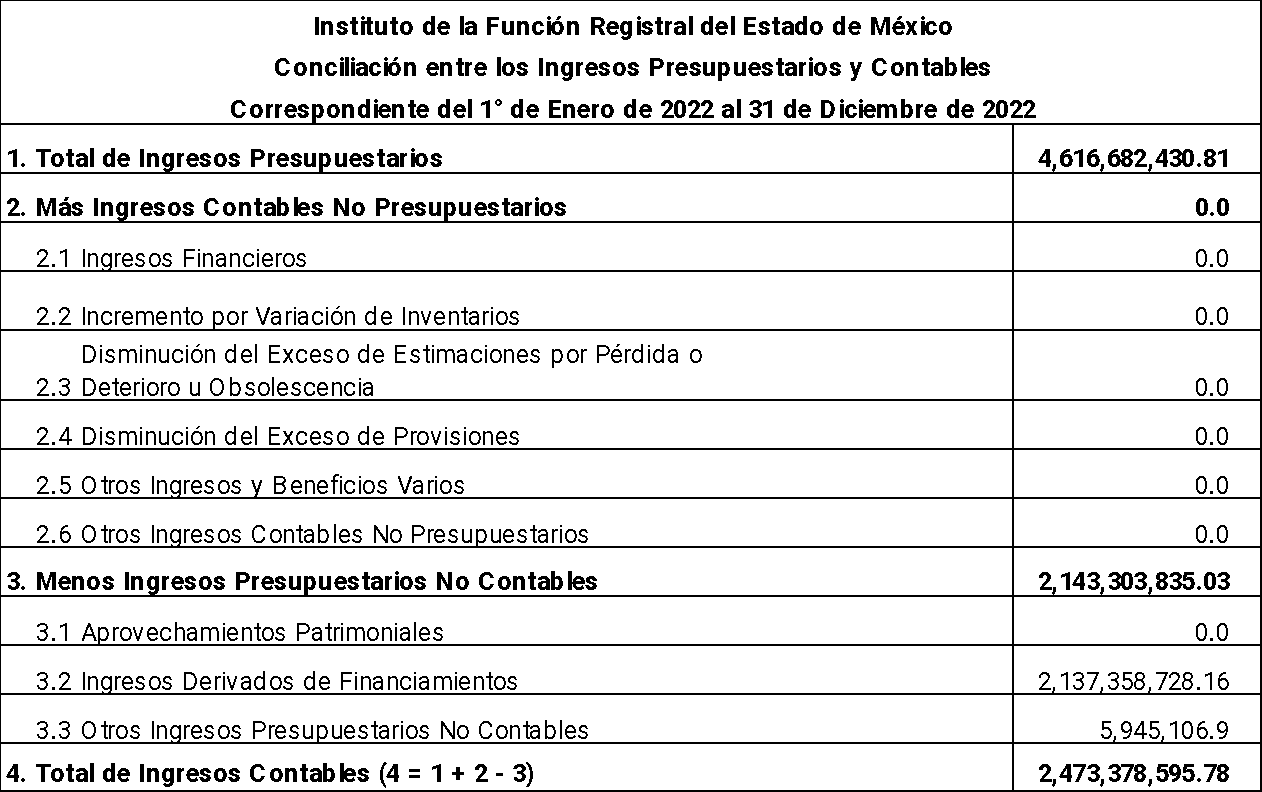 Instituto de la Función Registral del Estado de México
Conciliación entre los Ingresos Presupuestarios y Contables
Correspondiente del 1° de Enero de 2022 al 31 de Diciembre de 2022
1. Total de Ingresos Presupuestarios 4,616,682,430.81
2. Más Ingresos Contables No Presupuestarios 0.0
2.1 Ingresos Financieros 0.0
2.2 Incremento por Variación de Inventarios 0.0
Disminución del Exceso de Estimaciones por Pérdida o
2.3 Deterioro u Obsolescencia 0.0
2.4 Disminución del Exceso de Provisiones 0.0
2.5 Otros Ingresos y Beneficios Varios 0.0
2.6 Otros Ingresos Contables No Presupuestarios 0.0
3. Menos Ingresos Presupuestarios No Contables 2,143,303,835.03
3.1 Aprovechamientos Patrimoniales 0.0
3.2 Ingresos Derivados de Financiamientos 2,137,358,728.16
3.3 Otros Ingresos Presupuestarios No Contables 5,945,106.9
4. Total de Ingresos Contables (4 = 1 + 2 - 3) 2,473,378,595.78